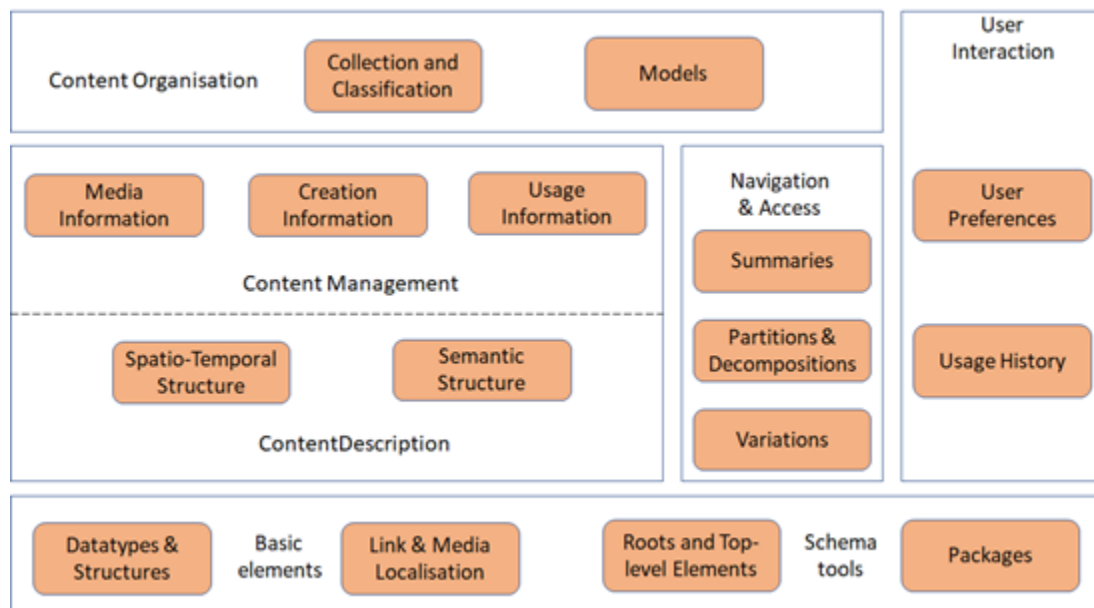 Content Organisation
Collection and
Classification
Models
User
Interaction
Media
Information
Creation
Information
Usage
Information
Content Management
Spatio-Temporal
Structure
Semantic
Structure
ContentDescription
Navigation
& Access
Summaries
Partitions &
Decompositions
Variations
User
Preferences
Usage History
Datatypes &
Structures
Basic
elements
Link & Media
Localisation
Roots and Top-
level Elements
Schema
tools
Packages